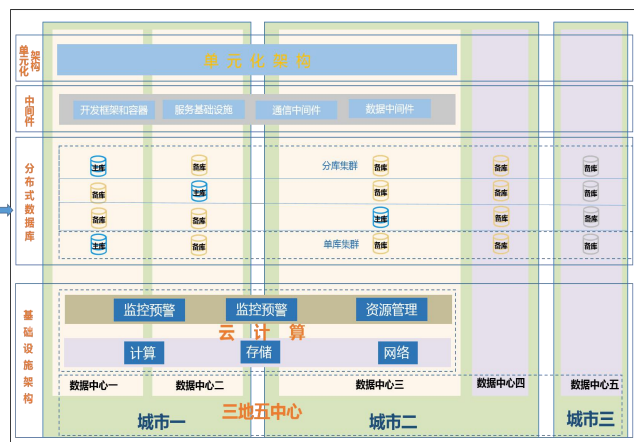 单元化
架构
单元化架构
中间件
开发框架和容器 服务基础设施 通信中间件 数据中间件
分布式数据库
主库 备库 分库集群 备库 备库 备库
备库 主库 备库 备库 备库
备库 备库 主库 备库 备库
主库 备库 单库集群 备库 备库 备库
基础设施架构
监控预警 监控预警 资源管理
云计算
计算 存储 网络
数据中心一 数据中心二 数据中心三 数据中心四 数据中心五
三地五中心
城市一 城市二 城市三